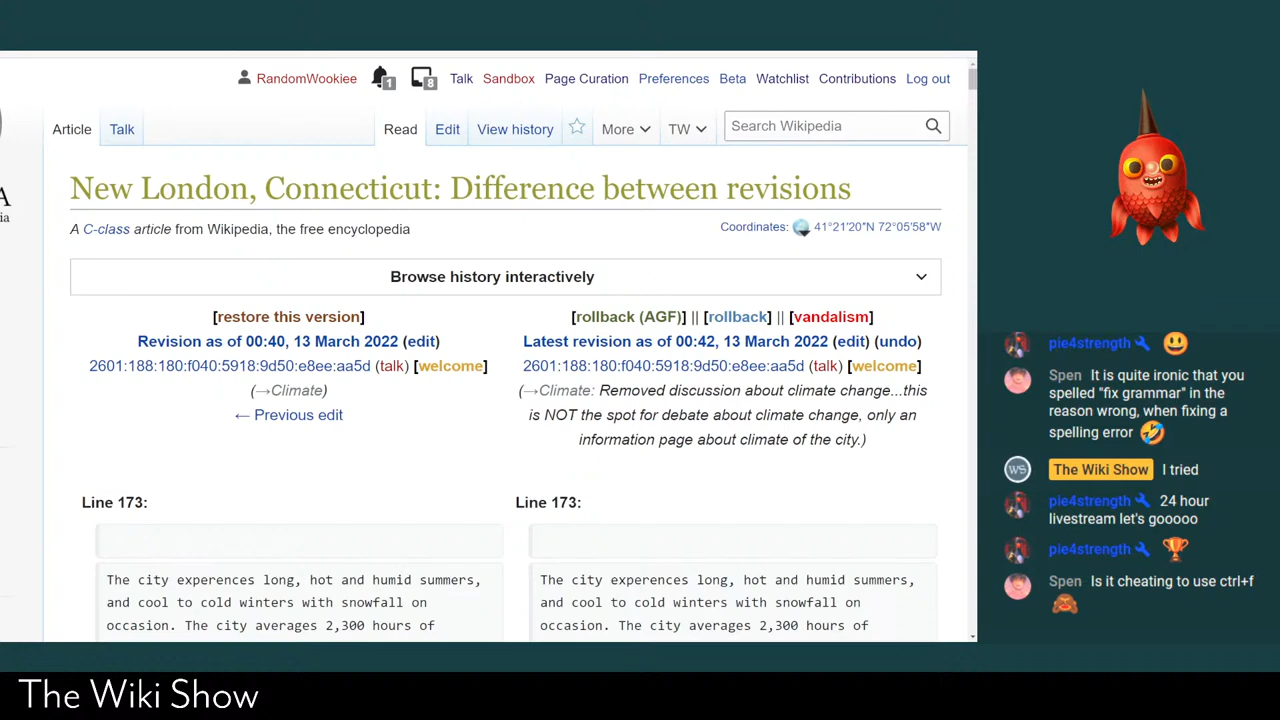 RandomWookiee 1 8 Talk Sandbox Page Curation Preferences Beta Watchlist Contributions Log out
Article Talk Read Edit View history More TW Search Wikipedia
A
ia
New London, Connecticut: Difference between revisions
A C-class article from Wikipedia, the free encyclopedia
Coordinates: 41°21′20″N 72°05′58″W
Browse history interactively
[restore this version]
Revision as of 00:40, 13 March 2022 (edit)
2601:188:180:f040:5918:9d50:e8ee:aa5d (talk) [welcome]
(→Climate)
← Previous edit
[rollback (AGF)] || [rollback] || [vandalism]
Latest revision as of 00:42, 13 March 2022 (edit) (undo)
2601:188:180:f040:5918:9d50:e8ee:aa5d (talk) [welcome]
(→Climate: Removed discussion about climate change...this
is NOT the spot for debate about climate change, only an
information page about climate of the city.)
Line 173:
The city experences long, hot and humid summers,
and cool to cold winters with snowfall on
occasion. The city averages 2,300 hours of
Line 173:
The city experences long, hot and humid summers,
and cool to cold winters with snowfall on
occasion. The city averages 2,300 hours of
pie4strength
Spen It is quite ironic that you
spelled "fix grammar" in the
reason wrong, when fixing a
spelling error
WS The Wiki Show I tried
pie4strength 24 hour
livestream let's gooooo
pie4strength
Spen Is it cheating to use ctrl+f
The Wiki Show